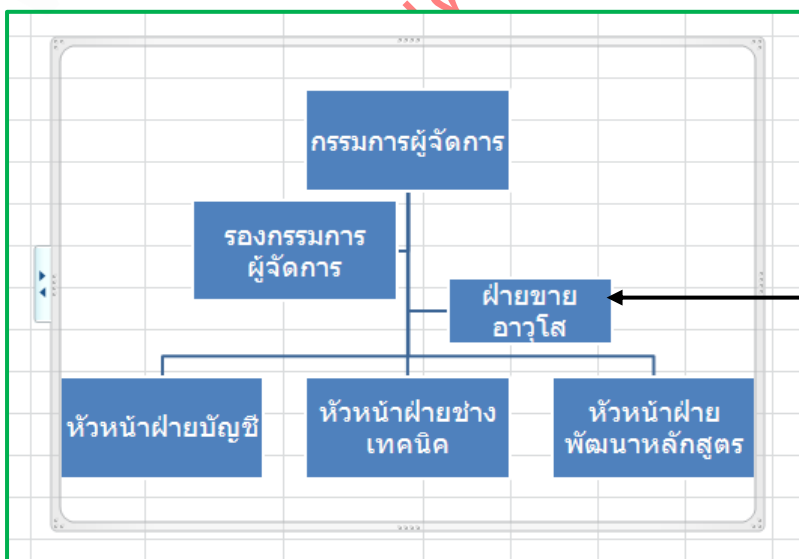 กรรมการผู้จัดการ
รองกรรมการ
ผู้จัดการ
ฝ่ายขาย
อาวุโส
หัวหน้าฝ่ายบัญชี
หัวหน้าฝ่ายช่าง
เทคนิค
หัวหน้าฝ่าย
พัฒนาหลักสูตร